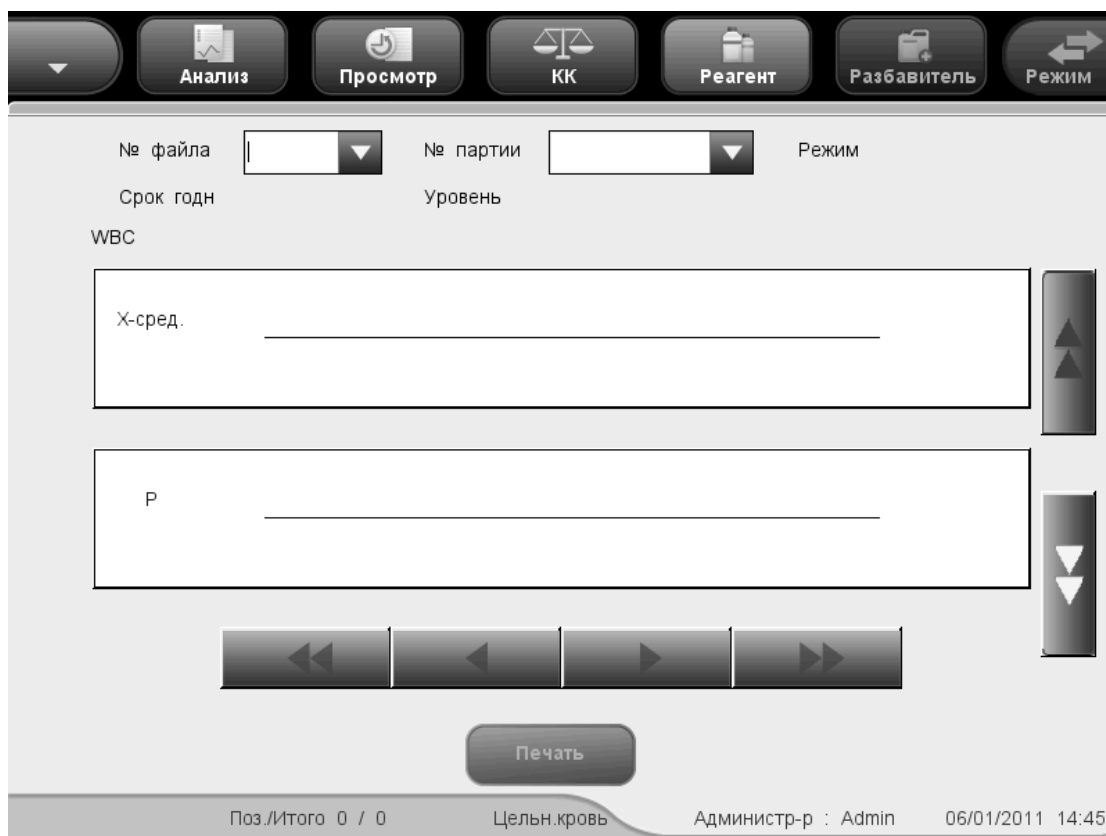 Анализ Просмотр КК Реагент Разбавитель Режим
№ файла № партии Режим
Срок годн Уровень
WBC
Х-сред.
Р
Печать
Поз./Итого 0 / 0 Цельн.кровь Администр-р : Admin 06/01/2011 14:45